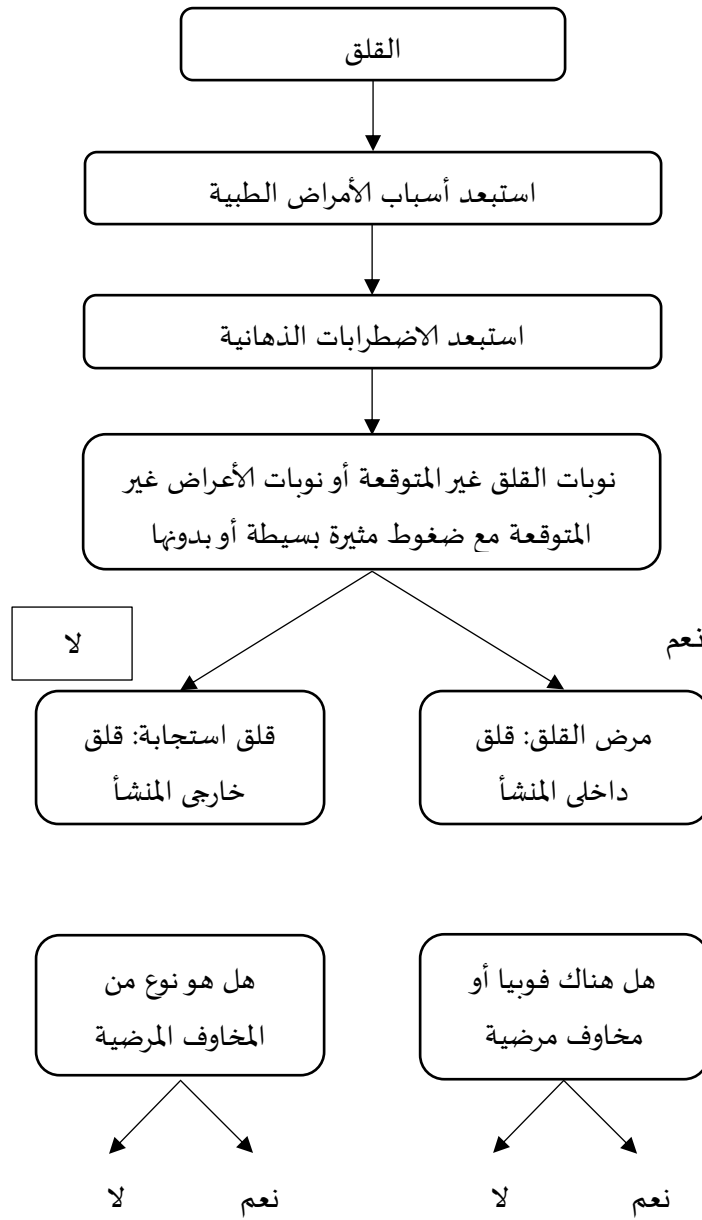 القلق
استبعد أسباب الأمراض الطبية
استبعد الاضطرابات الذهانية
نوبات القلق غير المتوقعة أو نوبات الأعراض غير
المتوقعة مع ضغوط مثيرة بسيطة أو بدونها
نعم
لا
مرض القلق: قلق
داخلى المنشأ
قلق استجابة: قلق
خارجى المنشأ
هل هناك فوبيا أو
مخاوف مرضية
هل هو نوع من
المخاوف المرضية
نعم
لا
نعم
لا